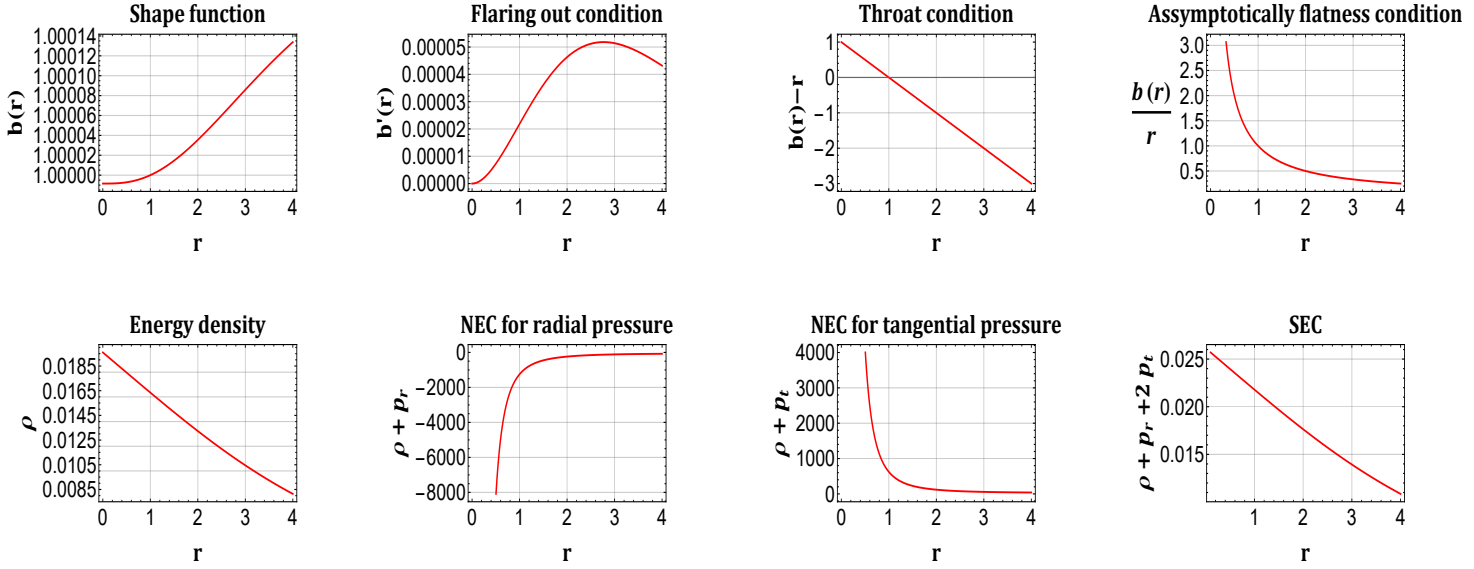 Shape function
b(r)
1.00014
1.00012
1.00010
1.00008
1.00006
1.00004
1.00002
1.00000
0 1 2 3 4
r
Flaring out condition
b'(r)
0.00005
0.00004
0.00003
0.00002
0.00001
0.00000
0 1 2 3 4
r
Throat condition
b(r)−r
1
0
−1
−2
−3
0 1 2 3 4
r
Assymptotically flatness condition
b(r)
r
3.0
2.5
2.0
1.5
1.0
0.5
0 1 2 3 4
r
Energy density
ρ
0.0185
0.0165
0.0145
0.0125
0.0105
0.0085
0 1 2 3 4
r
NEC for radial pressure
ρ + p_r
0
−2000
−4000
−6000
−8000
0 1 2 3 4
r
NEC for tangential pressure
ρ + p_t
4000
3000
2000
1000
0
0 1 2 3 4
r
SEC
ρ + p_r +2 p_t
0.025
0.020
0.015
1 2 3 4
r